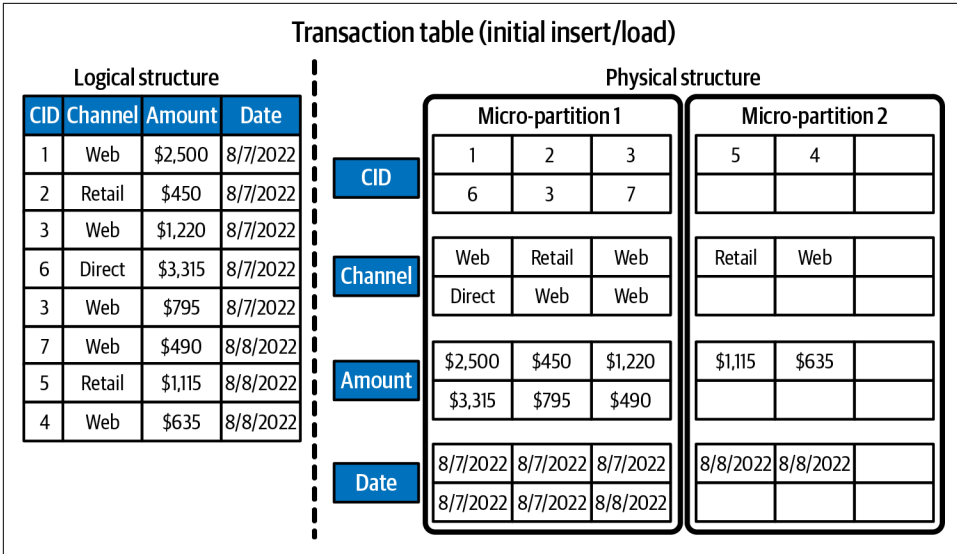 Transaction table (initial insert/load)
Logical structure
CID Channel Amount Date
1 Web $2,500 8/7/2022
2 Retail $450 8/7/2022
3 Web $1,220 8/7/2022
6 Direct $3,315 8/7/2022
3 Web $795 8/7/2022
7 Web $490 8/8/2022
5 Retail $1,115 8/8/2022
4 Web $635 8/8/2022
Physical structure
Micro-partition 1 Micro-partition 2
CID
1 2 3 5 4
6 3 7
Channel
Web Retail Web Retail Web
Direct Web Web
Amount
$2,500 $450 $1,220 $1,115 $635
$3,315 $795 $490
Date
8/7/2022 8/7/2022 8/7/2022 8/8/2022 8/8/2022
8/7/2022 8/7/2022 8/8/2022